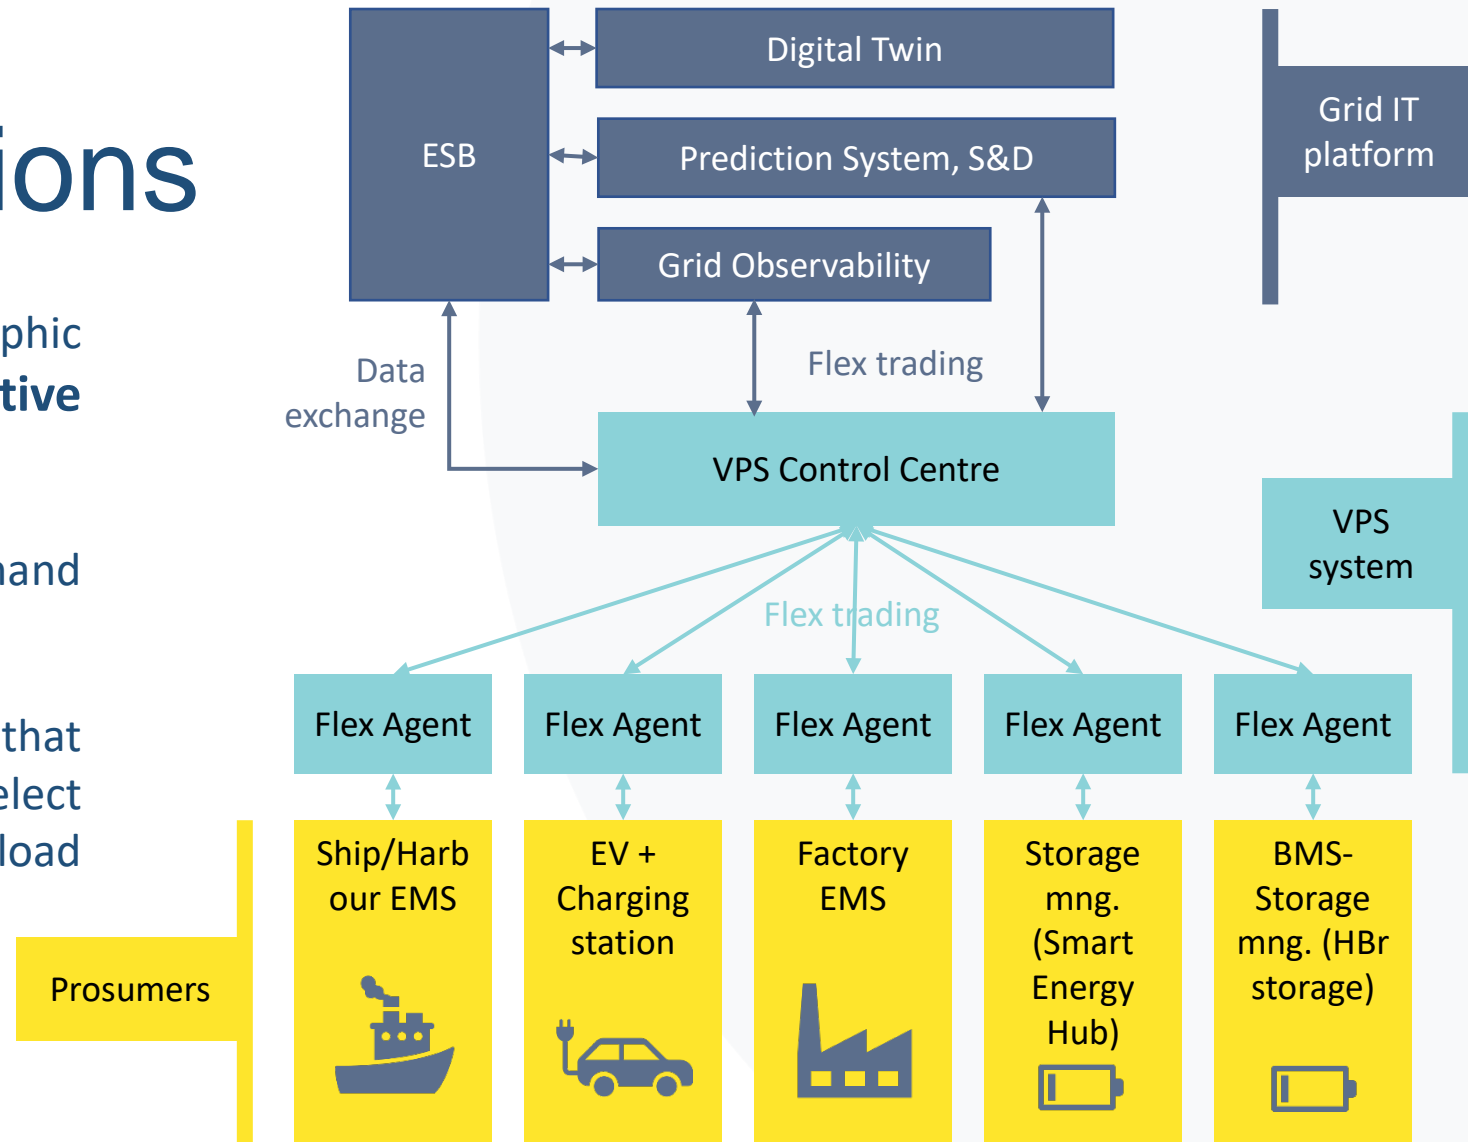 ions
phic
tive
nand
that
elect
load
Digital Twin
ESB
Prediction System, S&D
Grid Observability
Grid IT
platform
Data
exchange
Flex trading
VPS Control Centre
VPS
system
Flex trading
Flex Agent
Flex Agent
Flex Agent
Flex Agent
Flex Agent
Prosumers
Ship/Harb
our EMS
EV +
Charging
station
Factory
EMS
Storage
mng.
(Smart
Energy
Hub)
BMS-
Storage
mng. (HBr
storage)